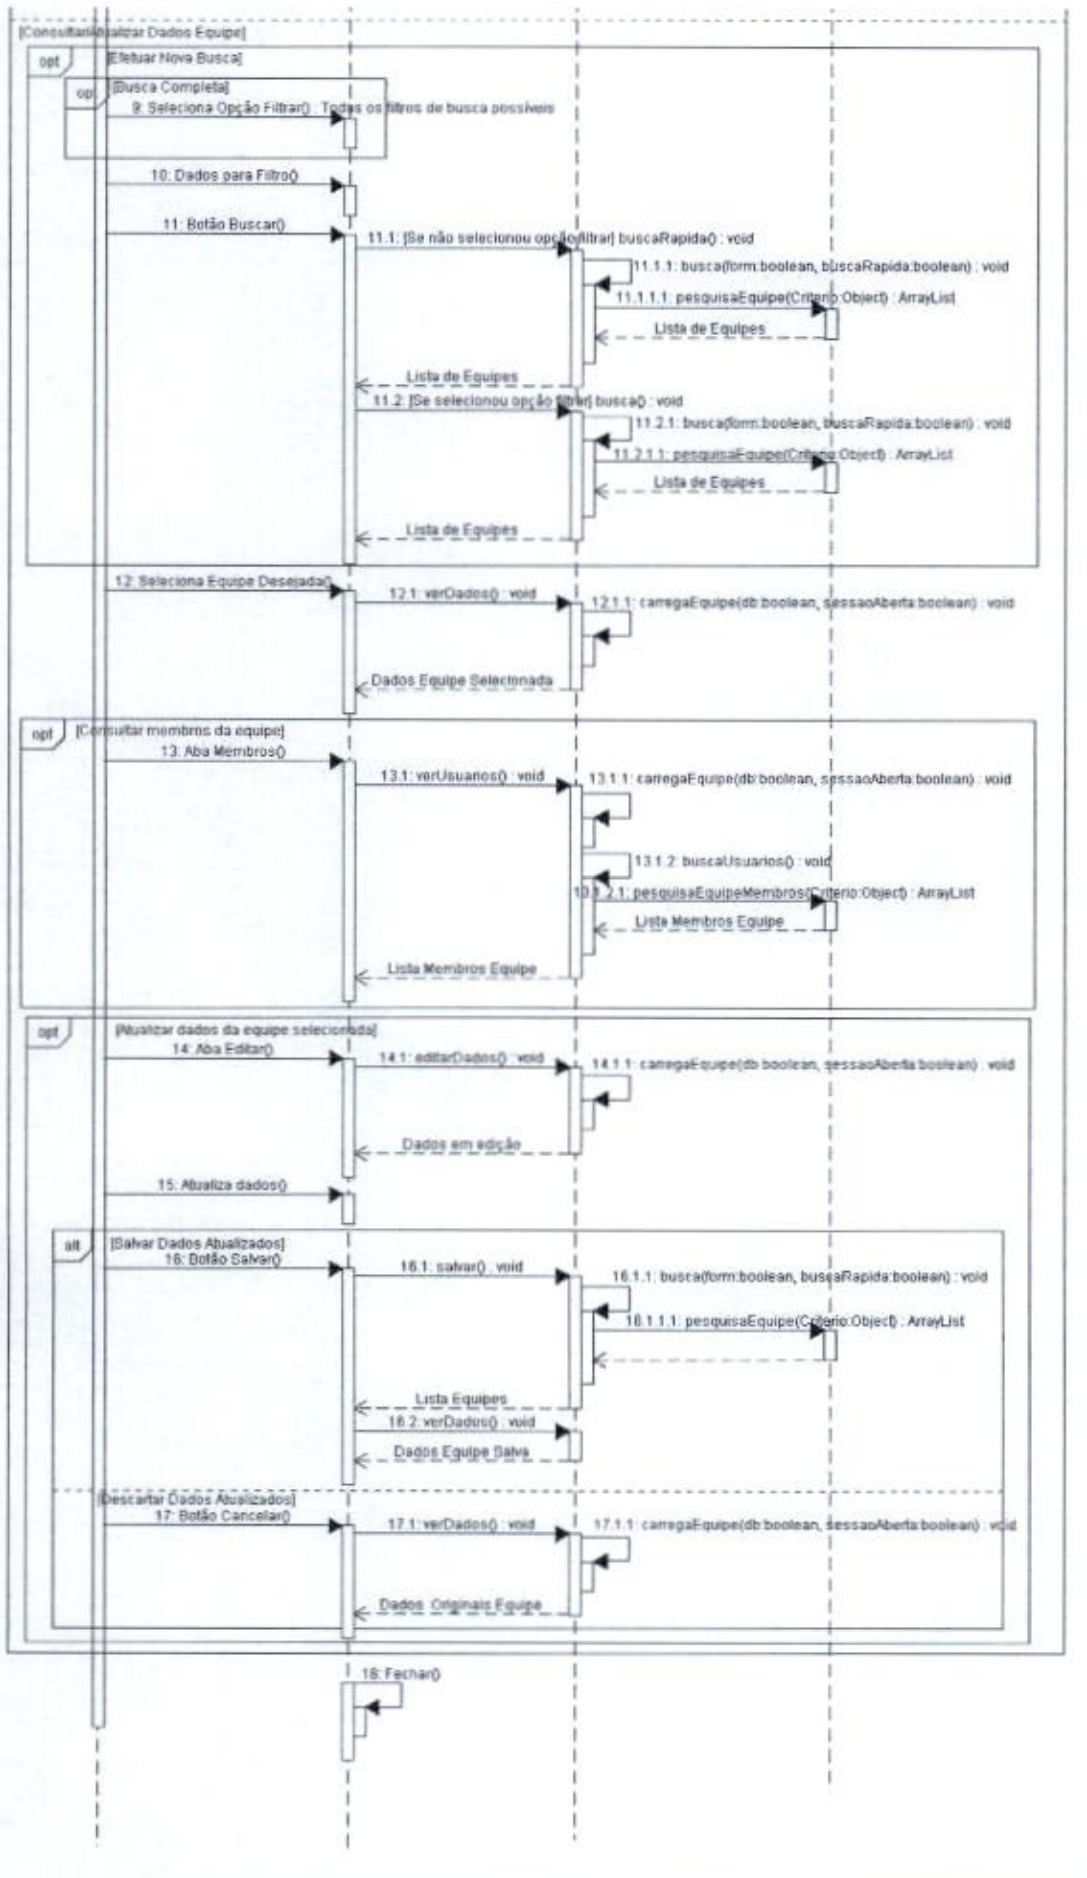 [Consultar/Atualizar Dados Equipe]
opt
[Efetuar Nova Busca]
opt
[Busca Completa]
9: Seleciona Opção Filtrar() : Todas os filtros de busca possíveis
10: Dados para Filtro()
11: Botão Buscar()
11.1: [Se não selecionou opção filtrar] buscaRapida() : void
11.1.1: busca(form:boolean, buscaRapida:boolean) : void
11.1.1.1: pesquisaEquipe(Criterio:Object) : ArrayList
Lista de Equipes
Lista de Equipes
11.2: [Se selecionou opção filtrar] busca() : void
11.2.1: busca(form:boolean, buscaRapida:boolean) : void
11.2.1.1: pesquisaEquipe(Criterio:Object) : ArrayList
Lista de Equipes
Lista de Equipes
12: Seleciona Equipe Desejada()
12.1: verDados() : void
12.1.1: carregaEquipe(db:boolean, sessaoAberta:boolean) : void
Dados Equipe Selecionada
opt
[Consultar membros da equipe]
13: Aba Membros()
13.1: verUsuarios() : void
13.1.1: carregaEquipe(db:boolean, sessaoAberta:boolean) : void
13.1.2: buscaUsuarios() : void
13.1.2.1: pesquisaEquipeMembros(Criterio:Object) : ArrayList
Lista Membros Equipe
Lista Membros Equipe
opt
[Atualizar dados da equipe selecionada]
14: Aba Editar()
14.1: editarDados() : void
14.1.1: carregaEquipe(db:boolean, sessaoAberta:boolean) : void
Dados em edição
15: Atualiza dados()
alt
[Salvar Dados Atualizados]
16: Botão Salvar()
16.1: salvar() : void
16.1.1: busca(form:boolean, buscaRapida:boolean) : void
16.1.1.1: pesquisaEquipe(Criterio:Object) : ArrayList
Lista Equipes
16.2: verDados() : void
Dados Equipe Salva
[Descartar Dados Atualizados]
17: Botão Cancelar()
17.1: verDados() : void
17.1.1: carregaEquipe(db:boolean, sessaoAberta:boolean) : void
Dados Originais Equipe
18: Fechar()